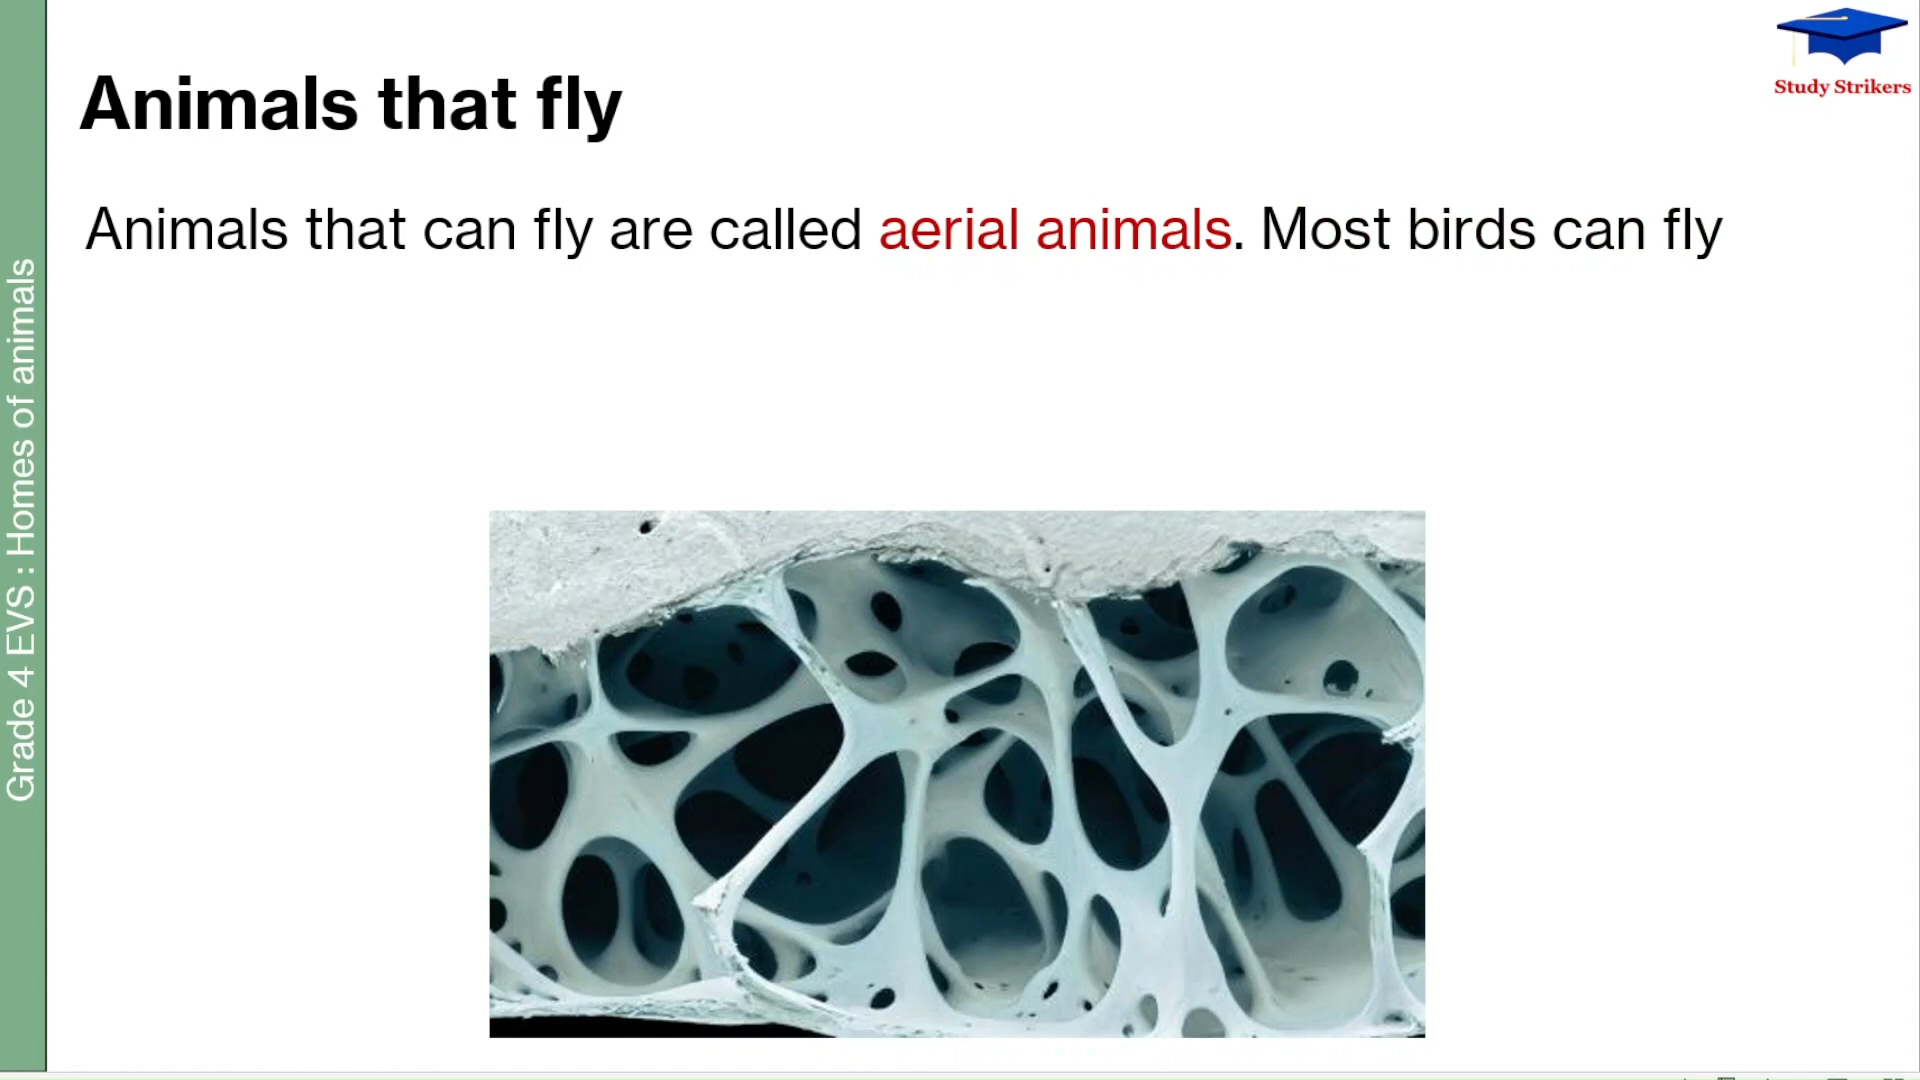 Study Strikers
Animals that fly
Animals that can fly are called aerial animals. Most birds can fly
Grade 4 EVS : Homes of animals